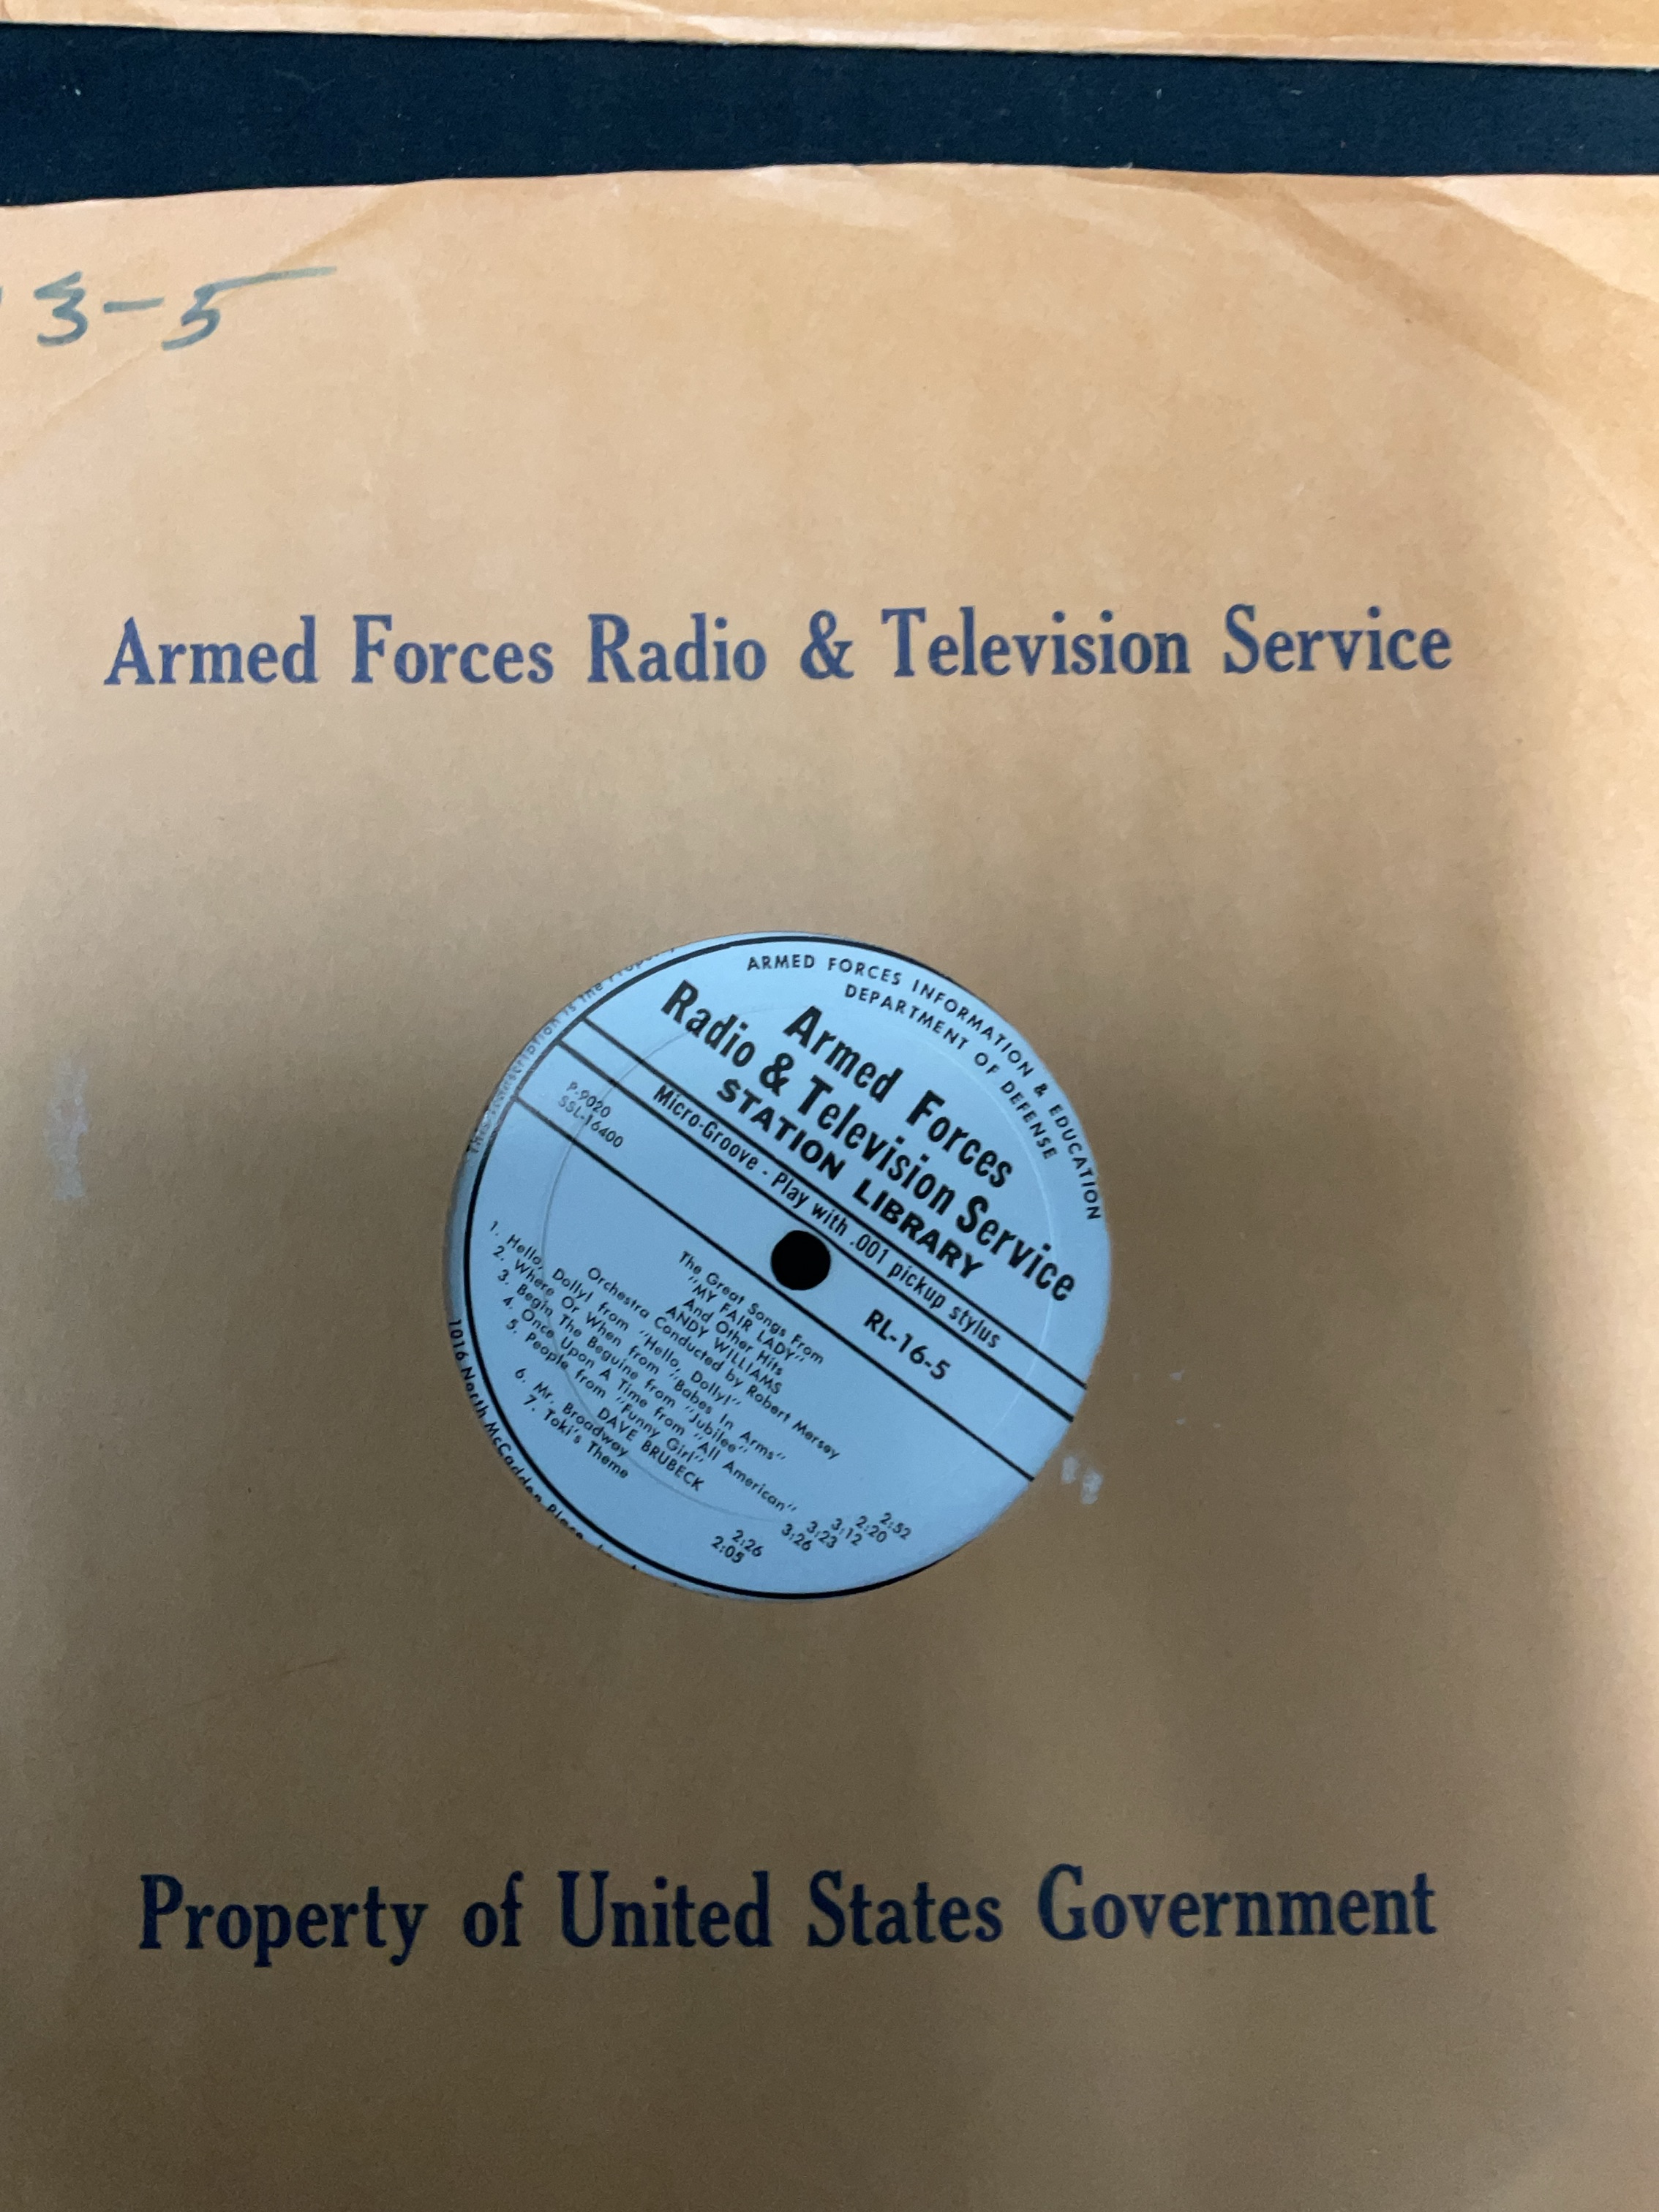 3-5
Armed Forces Radio & Television Service
ARMED FORCES INFORMATION & EDUCATION
DEPARTMENT OF DEFENSE
Armed Forces
Radio & Television Service
STATION LIBRARY
Micro-Groove - Play with .001 pickup stylus
P-9020
SSL-16400
RL-16-5
The Great Songs From
"MY FAIR LADY"
And Other Hits
ANDY WILLIAMS
Orchestra Conducted by Robert Mersey
1. Hello, Dolly! from "Hello, Dolly!" 2:52
2. Where Or When from "Babes In Arms" 2:20
3. Begin The Beguine from "Jubilee" 3:12
4. Once Upon A Time from "All American" 3:23
5. People from "Funny Girl" 3:26
DAVE BRUBECK
6. Mr. Broadway 2:26
7. Toki's Theme 2:05
This transcription is the
1016 North McCadden Place
Property of United States Government